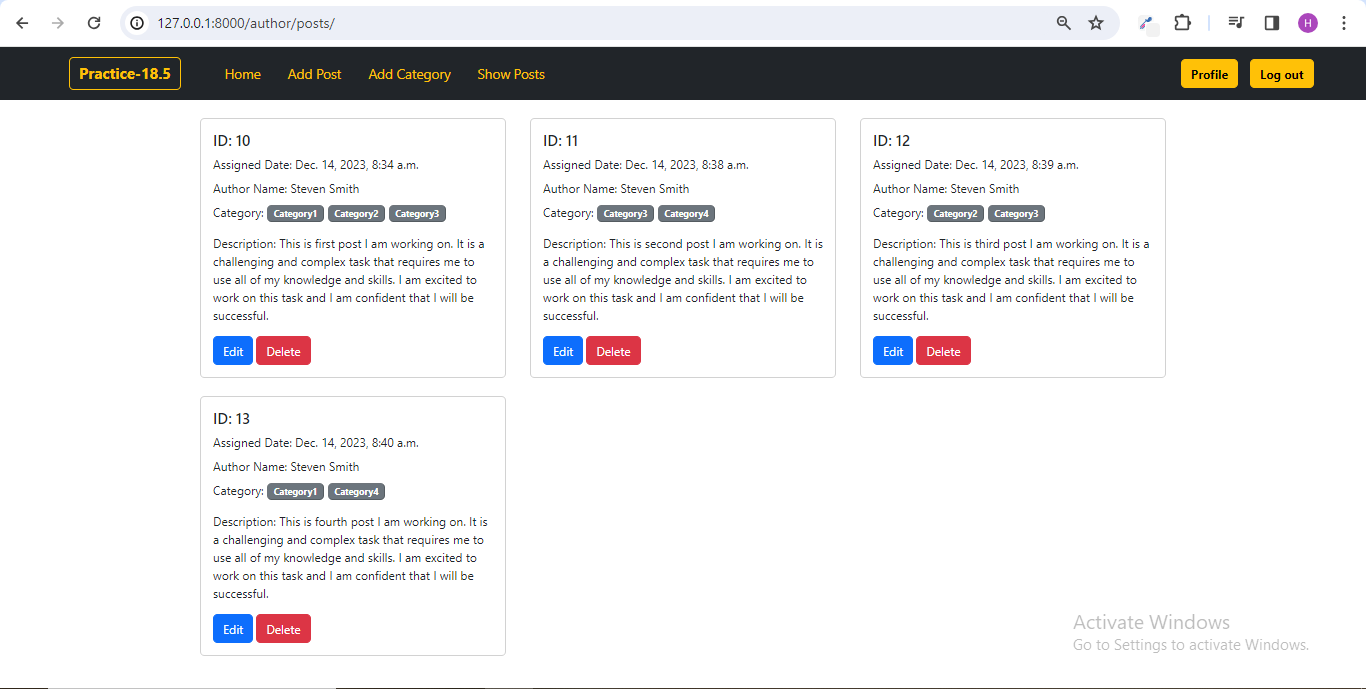 127.0.0.1:8000/author/posts/
H
Practice-18.5
Home
Add Post
Add Category
Show Posts
Profile
Log out
ID: 10
Assigned Date: Dec. 14, 2023, 8:34 a.m.
Author Name: Steven Smith
Category: Category1 Category2 Category3
Description: This is first post I am working on. It is a
challenging and complex task that requires me to
use all of my knowledge and skills. I am excited to
work on this task and I am confident that I will be
successful.
Edit Delete
ID: 11
Assigned Date: Dec. 14, 2023, 8:38 a.m.
Author Name: Steven Smith
Category: Category3 Category4
Description: This is second post I am working on. It is
a challenging and complex task that requires me to
use all of my knowledge and skills. I am excited to
work on this task and I am confident that I will be
successful.
Edit Delete
ID: 12
Assigned Date: Dec. 14, 2023, 8:39 a.m.
Author Name: Steven Smith
Category: Category2 Category3
Description: This is third post I am working on. It is a
challenging and complex task that requires me to
use all of my knowledge and skills. I am excited to
work on this task and I am confident that I will be
successful.
Edit Delete
ID: 13
Assigned Date: Dec. 14, 2023, 8:40 a.m.
Author Name: Steven Smith
Category: Category1 Category4
Description: This is fourth post I am working on. It is
a challenging and complex task that requires me to
use all of my knowledge and skills. I am excited to
work on this task and I am confident that I will be
successful.
Edit Delete
Activate Windows
Go to Settings to activate Windows.